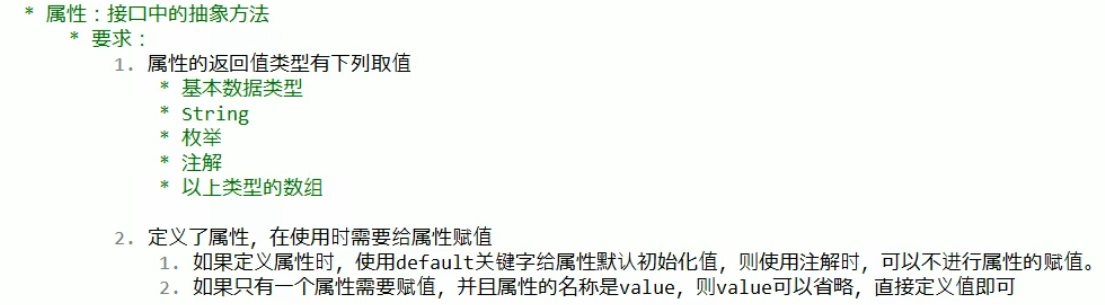 * 属性：接口中的抽象方法
* 要求：
1. 属性的返回值类型有下列取值
* 基本数据类型
* String
* 枚举
* 注解
* 以上类型的数组
2. 定义了属性，在使用时需要给属性赋值
1. 如果定义属性时，使用default关键字给属性默认初始化值，则使用注解时，可以不进行属性的赋值。
2. 如果只有一个属性需要赋值，并且属性的名称是value，则value可以省略，直接定义值即可